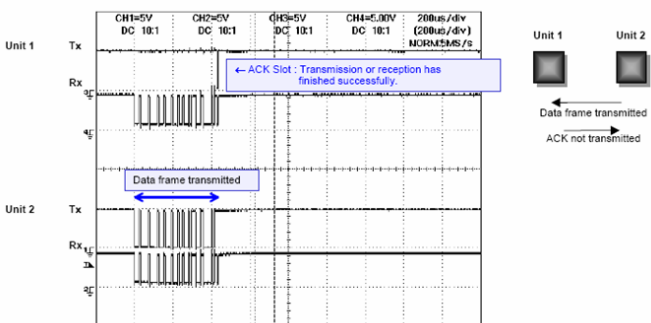 CH1=5V CH2=5V CH3=5V CH4=5.00V 200us/div
DC 10:1 DC 10:1 DC 10:1 DC 10:1 (200us/div)
NORM:5MS/s
Unit 1 Tx
← ACK Slot : Transmission or reception has
finished successfully.
Rx
Data frame transmitted
Unit 2 Tx
Rx
Unit 1 Unit 2
Data frame transmitted
ACK not transmitted